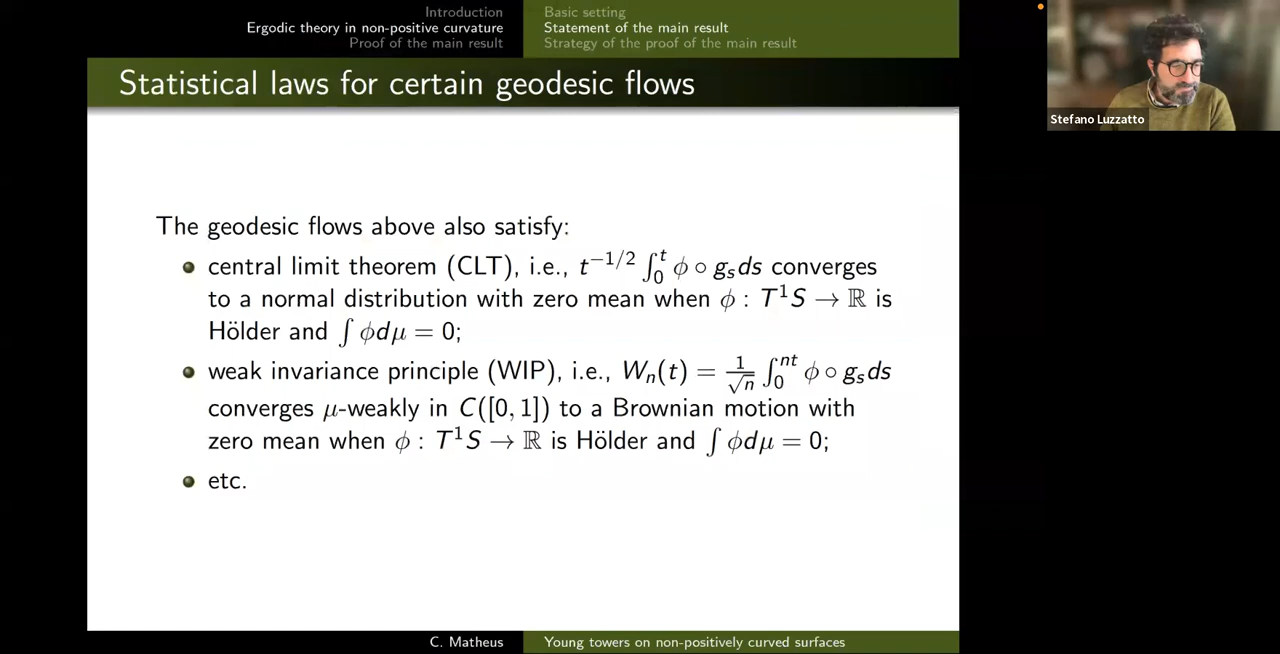 Introduction
Ergodic theory in non-positive curvature
Proof of the main result
Basic setting
Statement of the main result
Strategy of the proof of the main result
Stefano Luzzatto
Statistical laws for certain geodesic flows
The geodesic flows above also satisfy:
central limit theorem (CLT), i.e., t^{-1/2} ∫_0^t ϕ ∘ g_s ds converges
to a normal distribution with zero mean when ϕ : T^1S → ℝ is
Hölder and ∫ ϕdμ = 0;
weak invariance principle (WIP), i.e., W_n(t) = 1/√n ∫_0^{nt} ϕ ∘ g_s ds
converges μ-weakly in C([0, 1]) to a Brownian motion with
zero mean when ϕ : T^1S → ℝ is Hölder and ∫ ϕdμ = 0;
etc.
C. Matheus
Young towers on non-positively curved surfaces